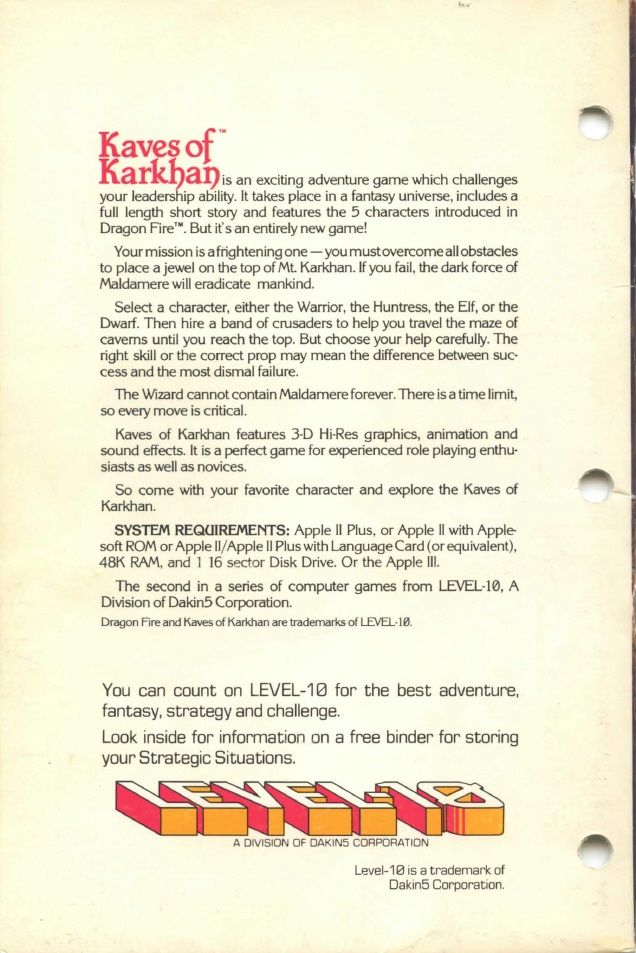 Kaves of™
Karkhan is an exciting adventure game which challenges
your leadership ability. It takes place in a fantasy universe, includes a
full length short story and features the 5 characters introduced in
Dragon Fire™. But it's an entirely new game!
Your mission is a frightening one — you must overcome all obstacles
to place a jewel on the top of Mt. Karkhan. If you fail, the dark force of
Maldamere will eradicate mankind.
Select a character, either the Warrior, the Huntress, the Elf, or the
Dwarf. Then hire a band of crusaders to help you travel the maze of
caverns until you reach the top. But choose your help carefully. The
right skill or the correct prop may mean the difference between suc-
cess and the most dismal failure.
The Wizard cannot contain Maldamere forever. There is a time limit,
so every move is critical.
Kaves of Karkhan features 3-D Hi-Res graphics, animation and
sound effects. It is a perfect game for experienced role playing enthu-
siasts as well as novices.
So come with your favorite character and explore the Kaves of
Karkhan.
SYSTEM REQUIREMENTS: Apple II Plus, or Apple II with Apple-
soft ROM or Apple II/Apple II Plus with Language Card (or equivalent),
48K RAM, and 1 16 sector Disk Drive. Or the Apple III.
The second in a series of computer games from LEVEL-10, A
Division of Dakin5 Corporation.
Dragon Fire and Kaves of Karkhan are trademarks of LEVEL-10.
You can count on LEVEL-10 for the best adventure,
fantasy, strategy and challenge.
Look inside for information on a free binder for storing
your Strategic Situations.
LEVEL-10
A DIVISION OF DAKIN5 CORPORATION
Level-10 is a trademark of
Dakin5 Corporation.